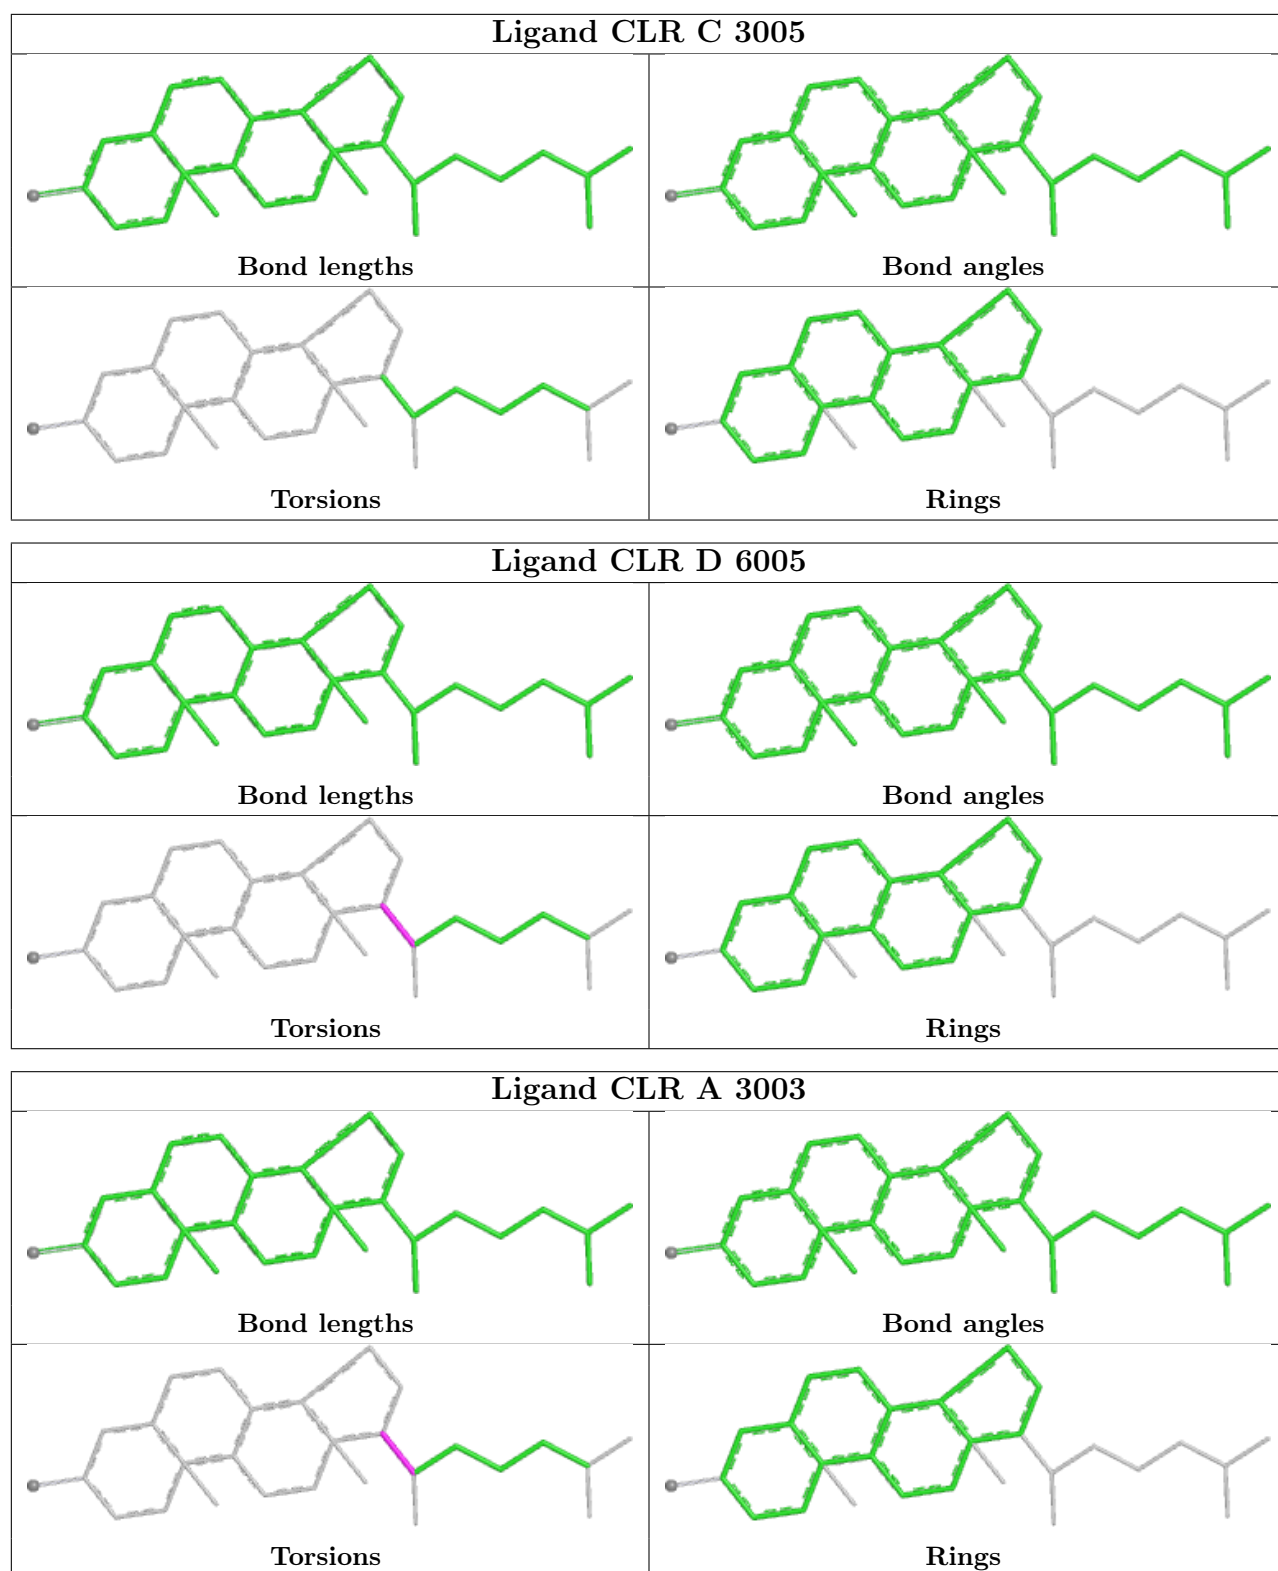 Ligand CLR C 3005
Bond lengths
Bond angles
Torsions
Rings
Ligand CLR D 6005
Bond lengths
Bond angles
Torsions
Rings
Ligand CLR A 3003
Bond lengths
Bond angles
Torsions
Rings